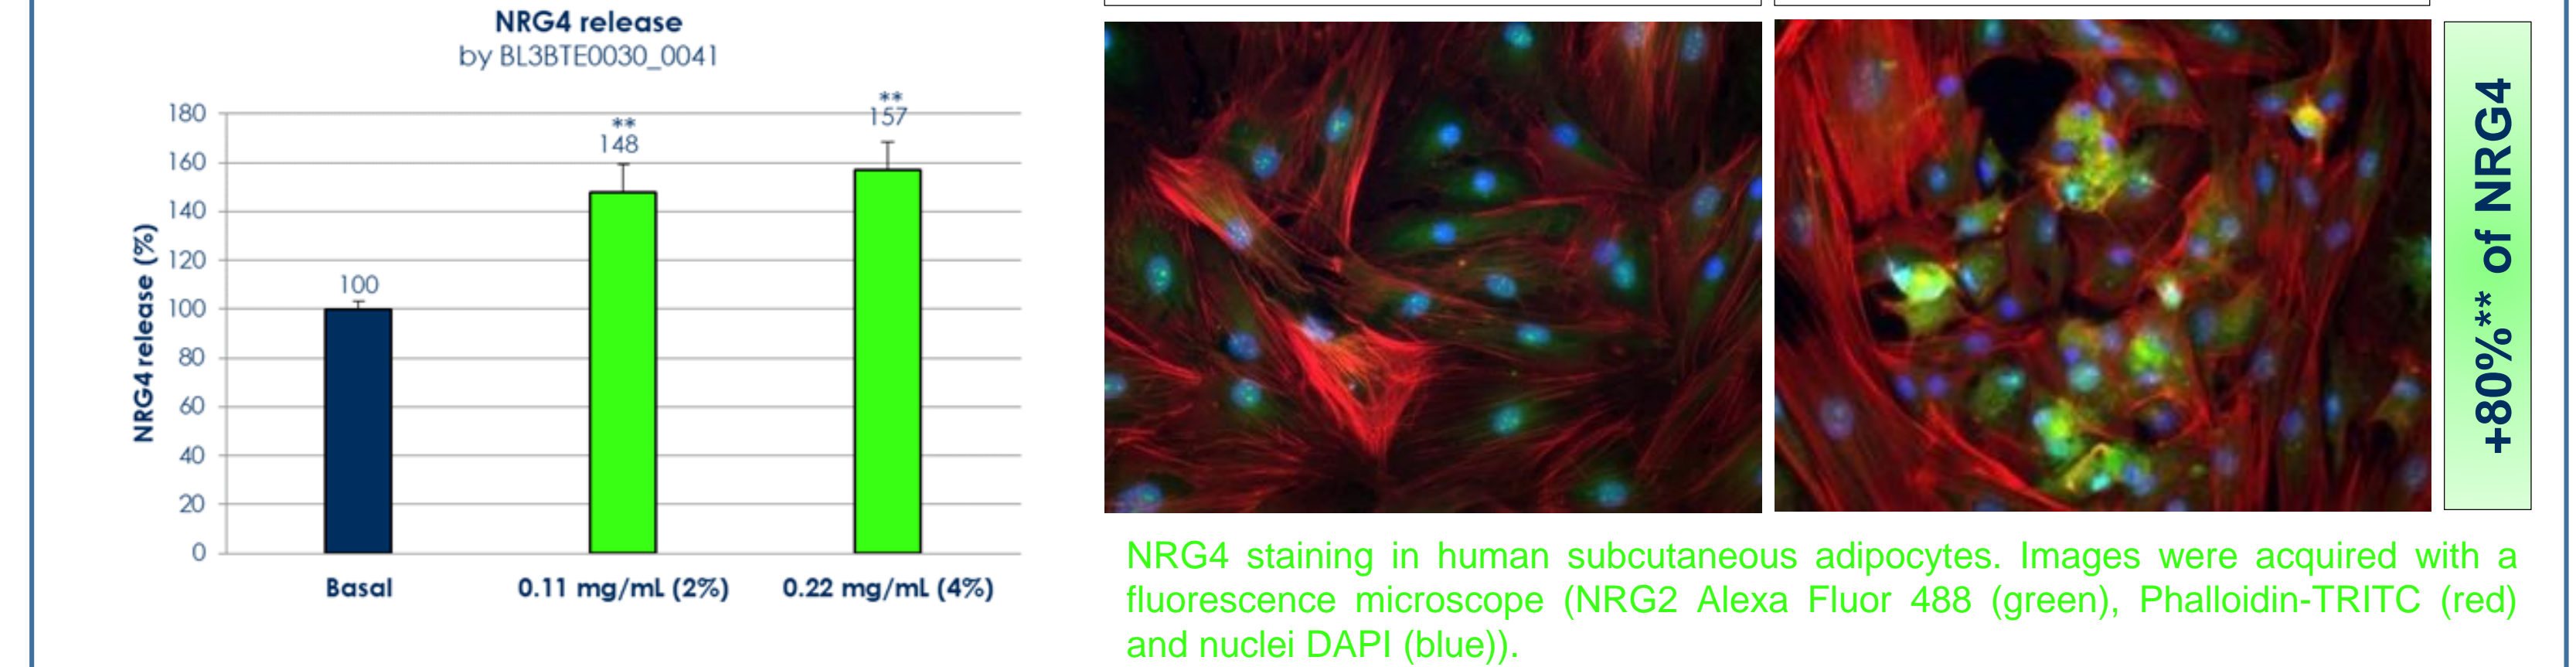 NRG4 release
by BL3BTE0030_0041
NRG4 release (%)
180
160
140
120
100
80
60
40
20
0
100
**
148
**
157
Basal
0.11 mg/mL (2%)
0.22 mg/mL (4%)
+80%** of NRG4
NRG4 staining in human subcutaneous adipocytes. Images were acquired with a
fluorescence microscope (NRG2 Alexa Fluor 488 (green), Phalloidin-TRITC (red)
and nuclei DAPI (blue)).